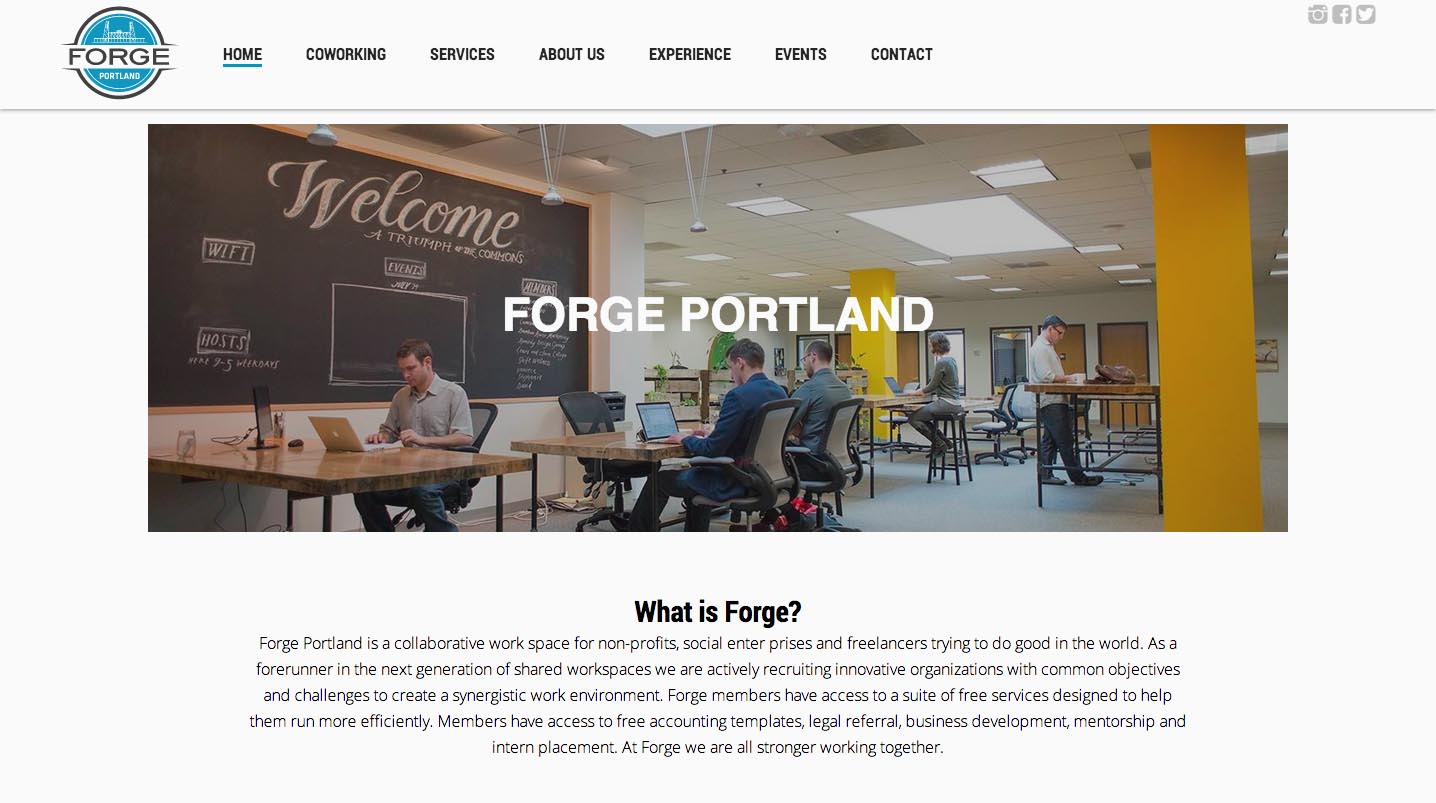 FORGE
PORTLAND
HOME COWORKING SERVICES ABOUT US EXPERIENCE EVENTS CONTACT
Welcome
A TRIUMPH OF THE COMMONS
WIFI
EVENTS
JULY
MEMBERS
HOSTS
HERE 9-5 WEEKDAYS
FORGE PORTLAND
What is Forge?
Forge Portland is a collaborative work space for non-profits, social enter prises and freelancers trying to do good in the world. As a
forerunner in the next generation of shared workspaces we are actively recruiting innovative organizations with common objectives
and challenges to create a synergistic work environment. Forge members have access to a suite of free services designed to help
them run more efficiently. Members have access to free accounting templates, legal referral, business development, mentorship and
intern placement. At Forge we are all stronger working together.